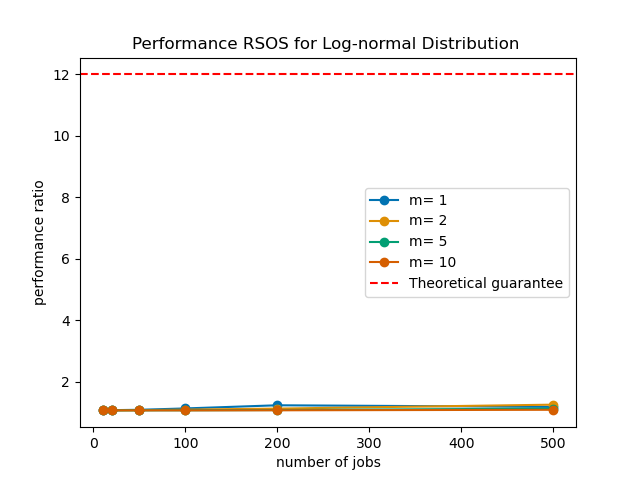 Performance RSOS for Log-normal Distribution
performance ratio
12
10
8
6
4
2
m= 1
m= 2
m= 5
m= 10
Theoretical guarantee
0 100 200 300 400 500
number of jobs